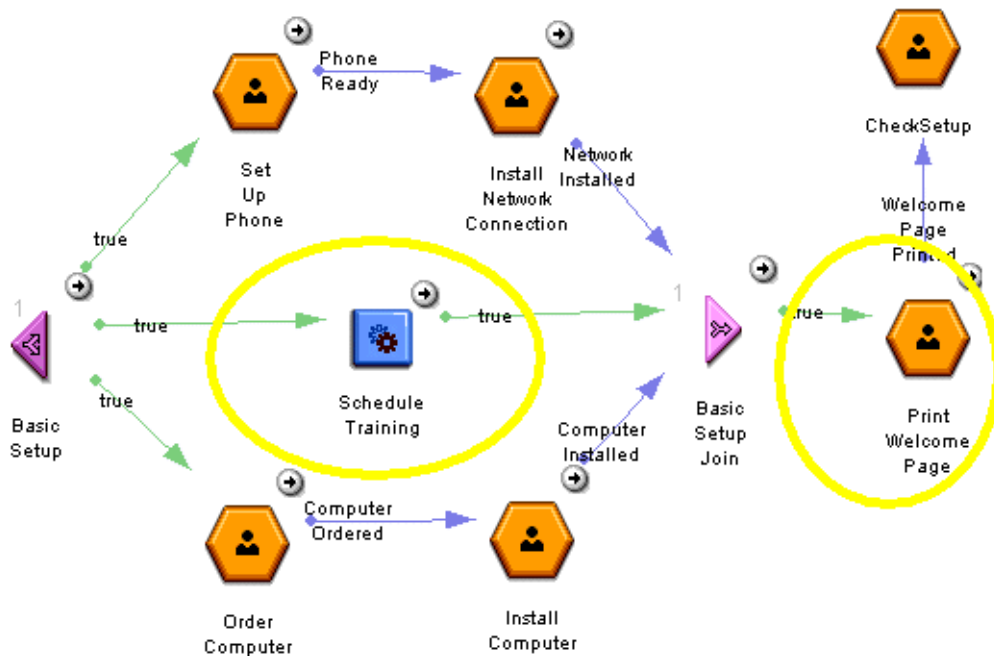 Phone
Ready
Set
Up
Phone
Install
Network
Connection
Network
Installed
CheckSetup
Welcome
Page
Printed
true
1
Basic
Setup
true
Schedule
Training
true
1
Basic
Setup
Join
true
Print
Welcome
Page
true
Order
Computer
Computer
Ordered
Install
Computer
Computer
Installed